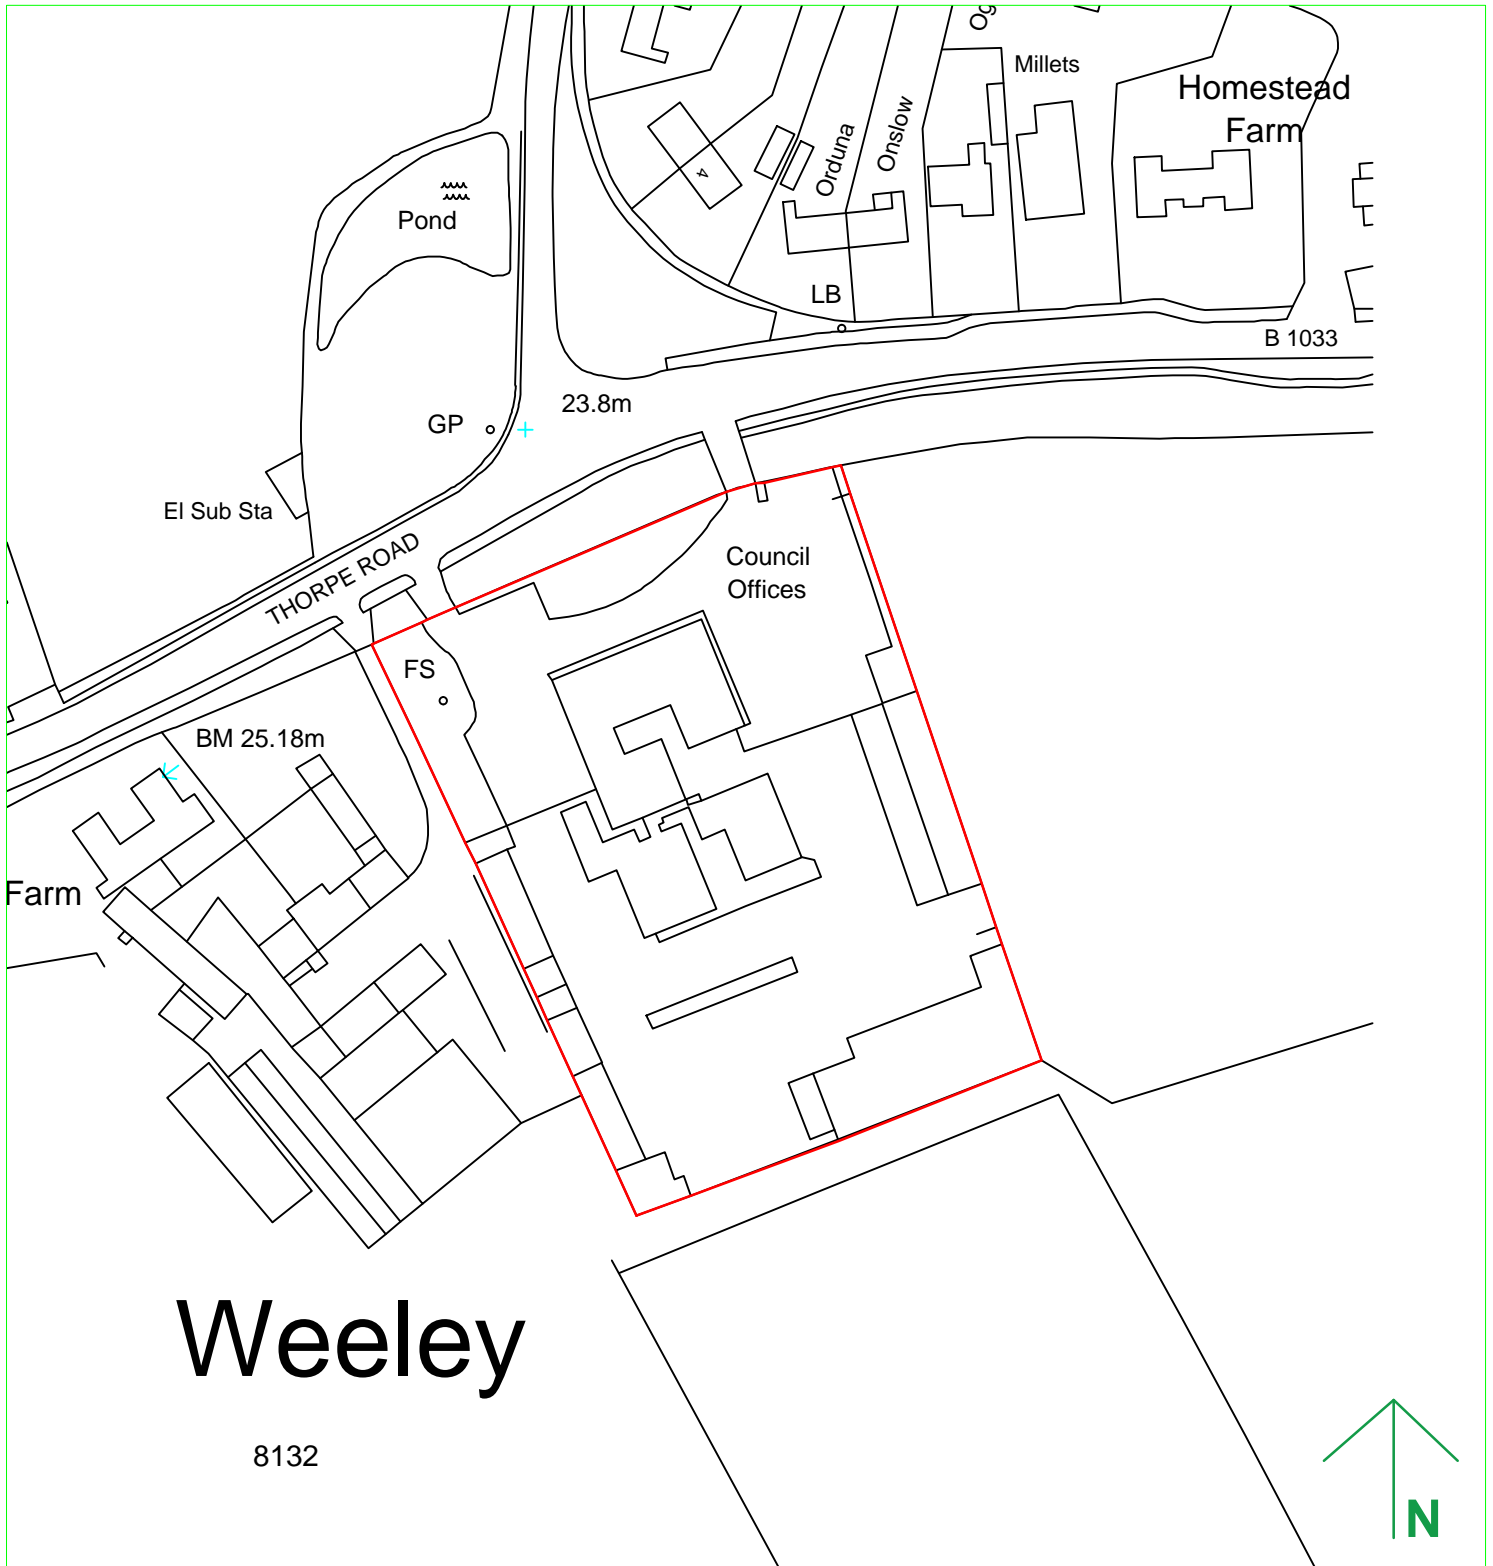 Og
Millets
Homestead
Farm
Orduna
Onslow
4
Pond
LB
B 1033
23.8m
GP
El Sub Sta
THORPE ROAD
Council
Offices
FS
BM 25.18m
Farm
Weeley
8132
N